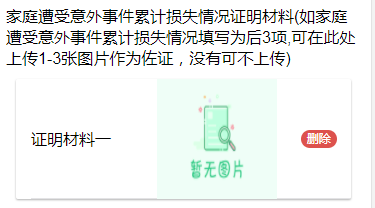 家庭遭受意外事件累计损失情况证明材料(如家庭
遭受意外事件累计损失情况填写为后3项,可在此处
上传1-3张图片作为佐证，没有可不上传)
证明材料一
暂无图片
删除